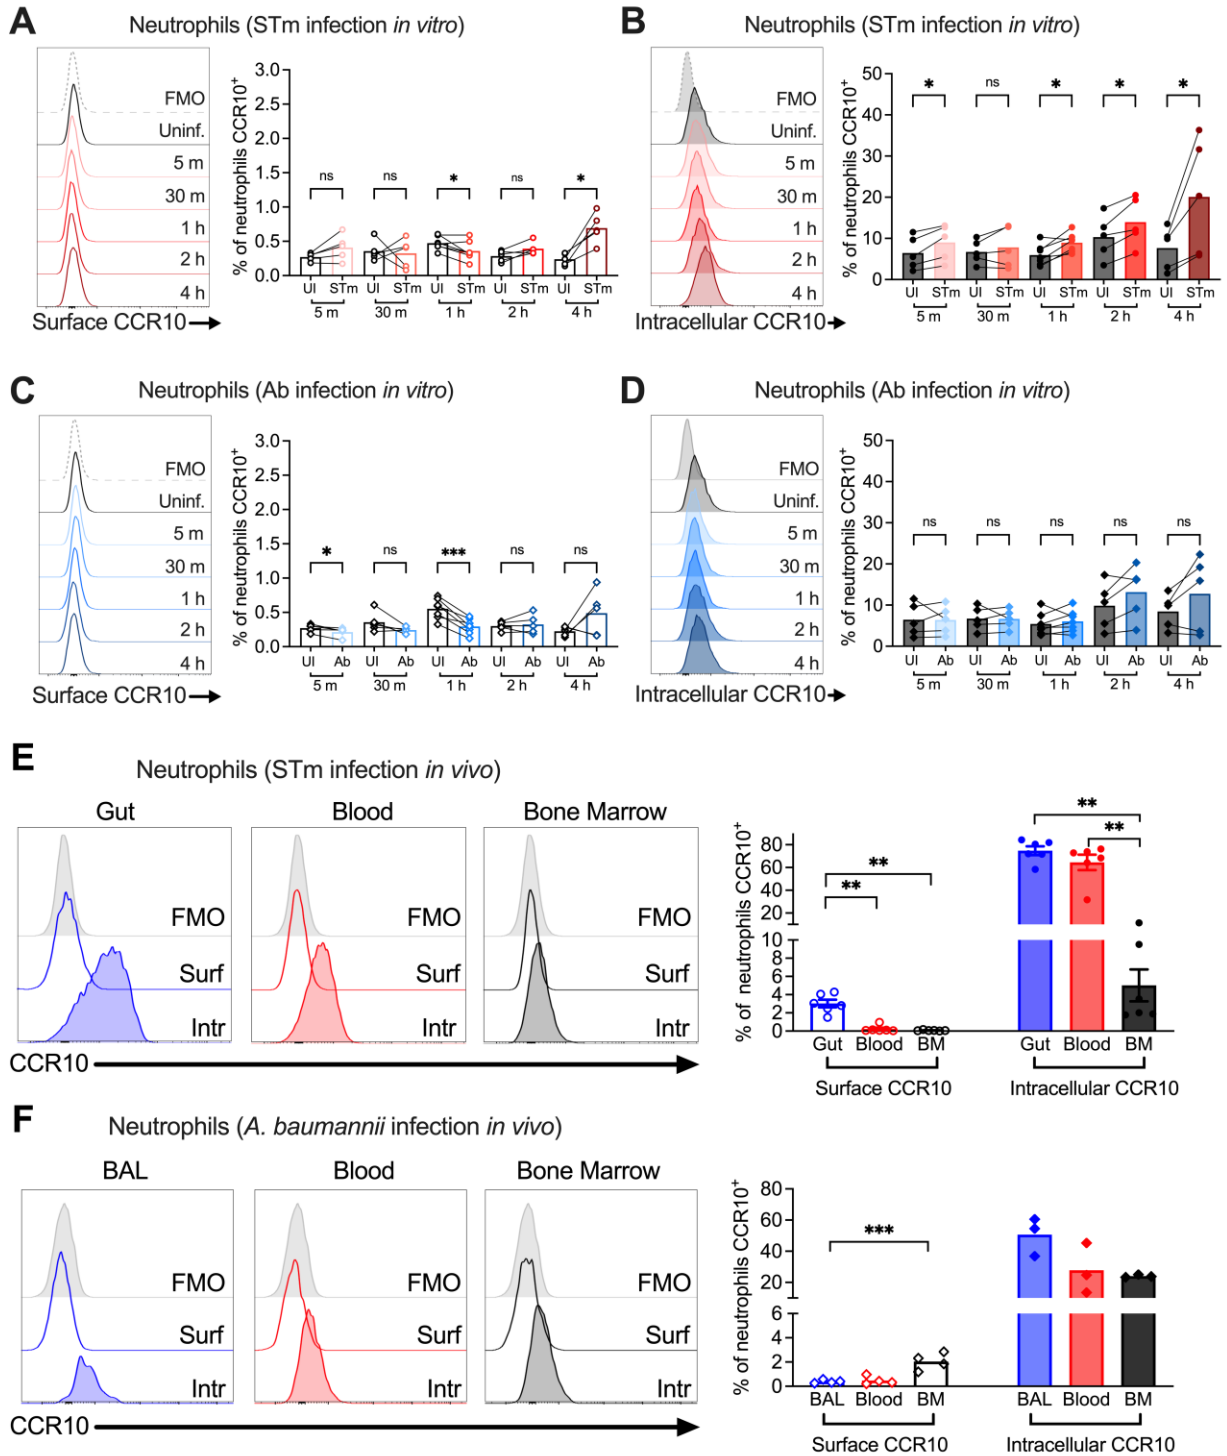 A
Neutrophils (STm infection in vitro)
FMO
Uninf.
5 m
30 m
1 h
2 h
4 h
Surface CCR10
% of neutrophils CCR10+
3.0
2.5
2.0
1.5
1.0
0.5
0.0
ns ns * ns *
UI STm UI STm UI STm UI STm UI STm
5 m 30 m 1 h 2 h 4 h
B
Neutrophils (STm infection in vitro)
FMO
Uninf.
5 m
30 m
1 h
2 h
4 h
Intracellular CCR10
% of neutrophils CCR10+
50
40
30
20
10
0
* ns * * *
UI STm UI STm UI STm UI STm UI STm
5 m 30 m 1 h 2 h 4 h
C
Neutrophils (Ab infection in vitro)
FMO
Uninf.
5 m
30 m
1 h
2 h
4 h
Surface CCR10
% of neutrophils CCR10+
3.0
2.5
2.0
1.5
1.0
0.5
0.0
* ns *** ns ns
UI Ab UI Ab UI Ab UI Ab UI Ab
5 m 30 m 1 h 2 h 4 h
D
Neutrophils (Ab infection in vitro)
FMO
Uninf.
5 m
30 m
1 h
2 h
4 h
Intracellular CCR10
% of neutrophils CCR10+
50
40
30
20
10
0
ns ns ns ns ns
UI Ab UI Ab UI Ab UI Ab UI Ab
5 m 30 m 1 h 2 h 4 h
E
Neutrophils (STm infection in vivo)
Gut Blood Bone Marrow
FMO FMO FMO
Surf Surf Surf
Intr Intr Intr
CCR10
% of neutrophils CCR10+
80
60
40
20
10
8
6
4
2
0
** ** ** **
Gut Blood BM Gut Blood BM
Surface CCR10 Intracellular CCR10
F
Neutrophils (A. baumannii infection in vivo)
BAL Blood Bone Marrow
FMO FMO FMO
Surf Surf Surf
Intr Intr Intr
CCR10
% of neutrophils CCR10+
80
60
40
20
6
4
2
0
***
BAL Blood BM BAL Blood BM
Surface CCR10 Intracellular CCR10